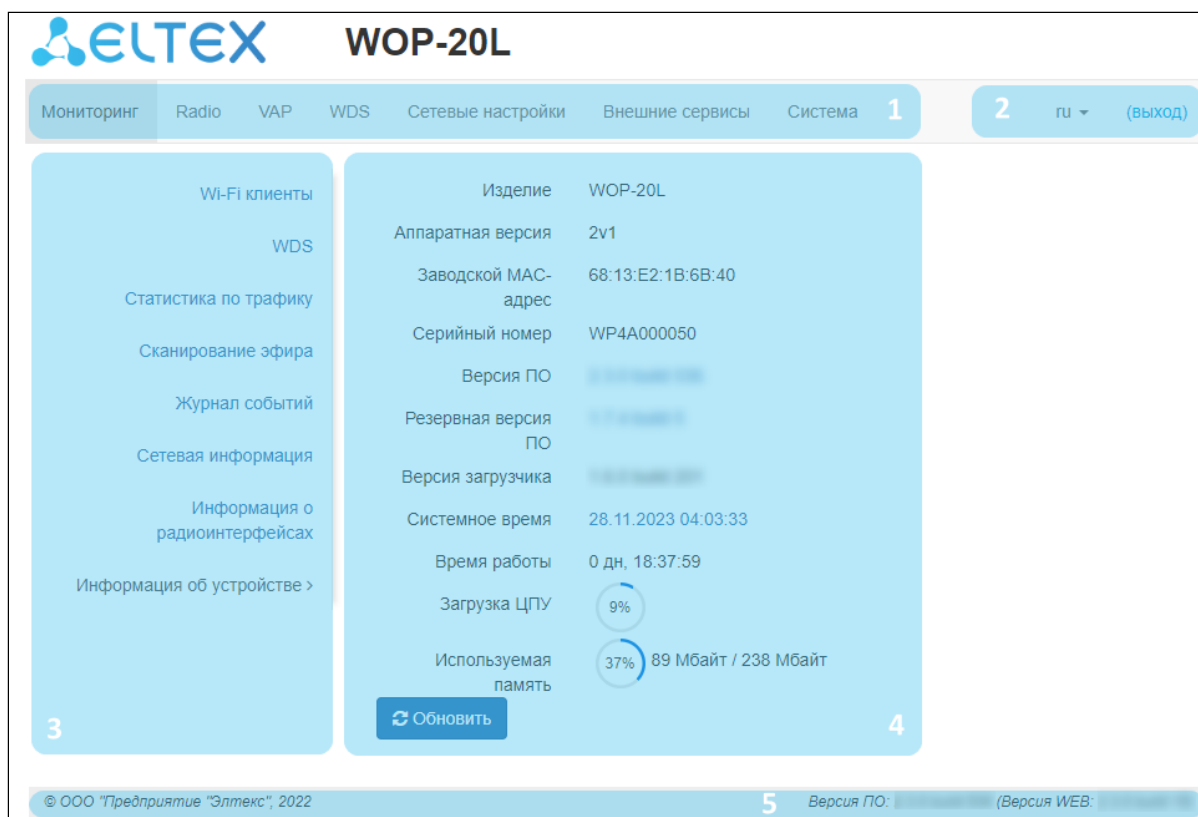 ELTEX WOP-20L
Мониторинг Radio VAP WDS Сетевые настройки Внешние сервисы Система 1 2 ru (выход)
Wi-Fi клиенты
WDS
Статистика по трафику
Сканирование эфира
Журнал событий
Сетевая информация
Информация о
радиоинтерфейсах
Информация об устройстве >
3
Изделие WOP-20L
Аппаратная версия 2v1
Заводской MAC- 68:13:E2:1B:6B:40
адрес
Серийный номер WP4A000050
Версия ПО
Резервная версия
ПО
Версия загрузчика
Системное время 28.11.2023 04:03:33
Время работы 0 дн, 18:37:59
Загрузка ЦПУ 9%
Используемая 37% 89 Мбайт / 238 Мбайт
память
Обновить
4
© ООО "Предприятие "Элтекс", 2022 5 Версия ПО: (Версия WEB: